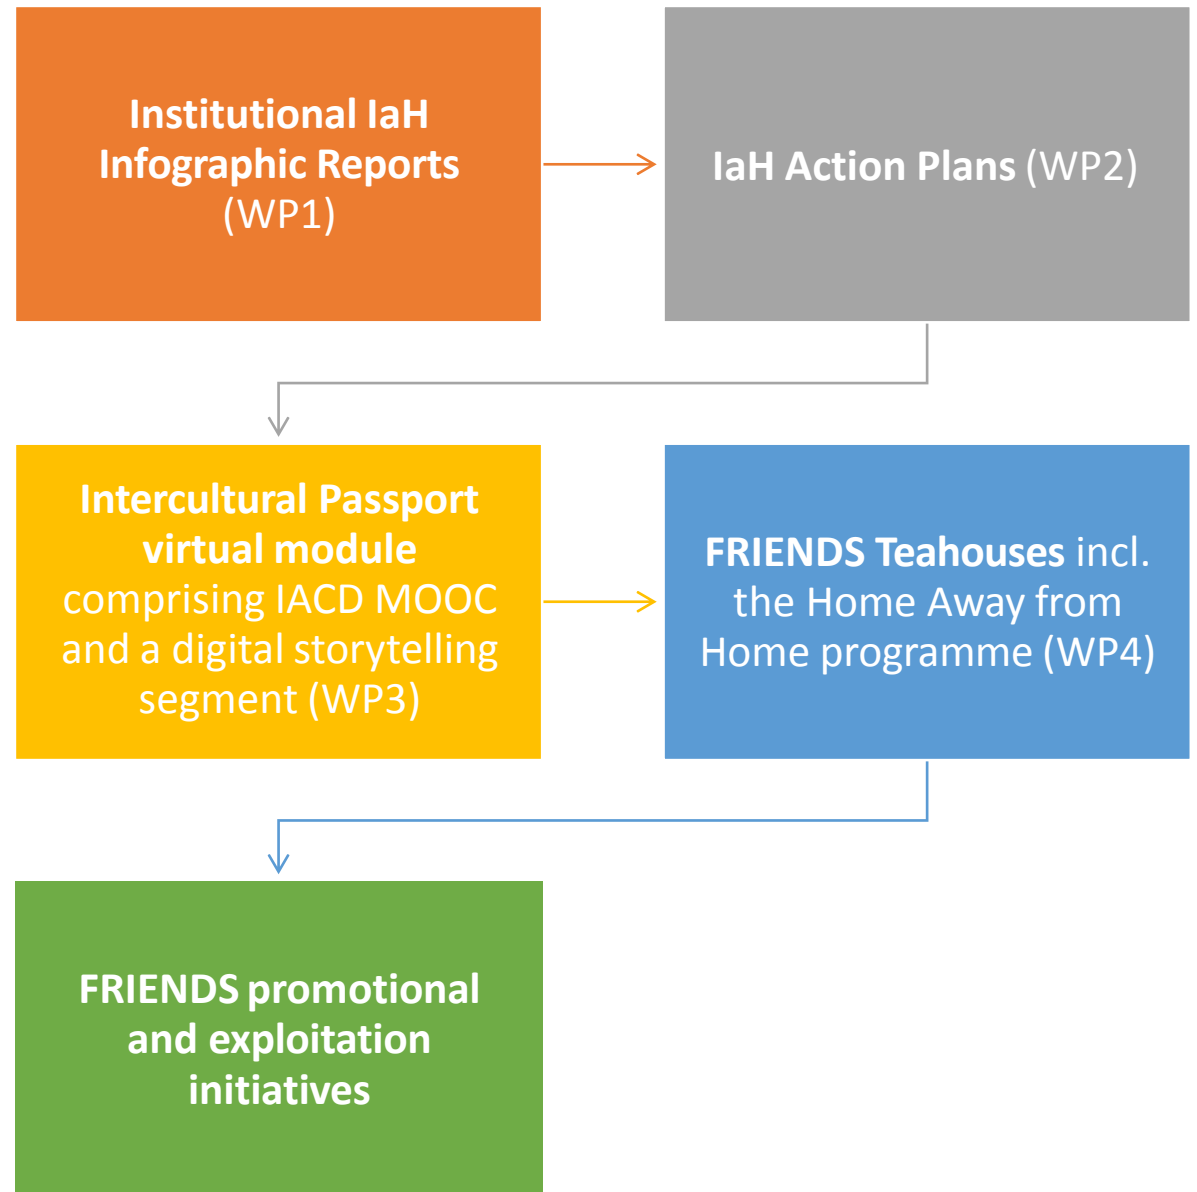 Institutional IaH
Infographic Reports
(WP1)
IaH Action Plans (WP2)
Intercultural Passport
virtual module
comprising IACD MOOC
and a digital storytelling
segment (WP3)
FRIENDS Teahouses incl.
the Home Away from
Home programme (WP4)
FRIENDS promotional
and exploitation
initiatives